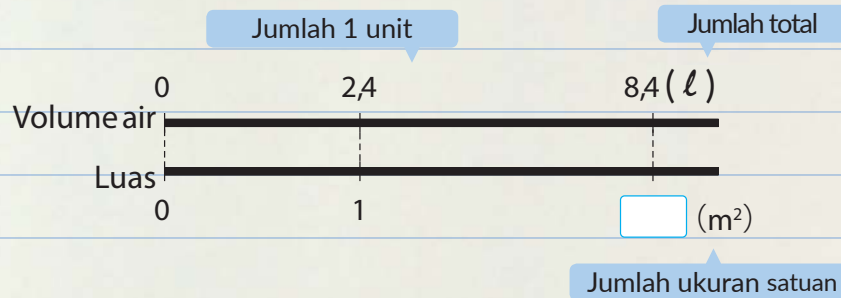 Jumlah 1 unit
Jumlah total
0 2,4 8,4 (ℓ)
Volume air
Luas
0 1 (m²)
Jumlah ukuran satuan